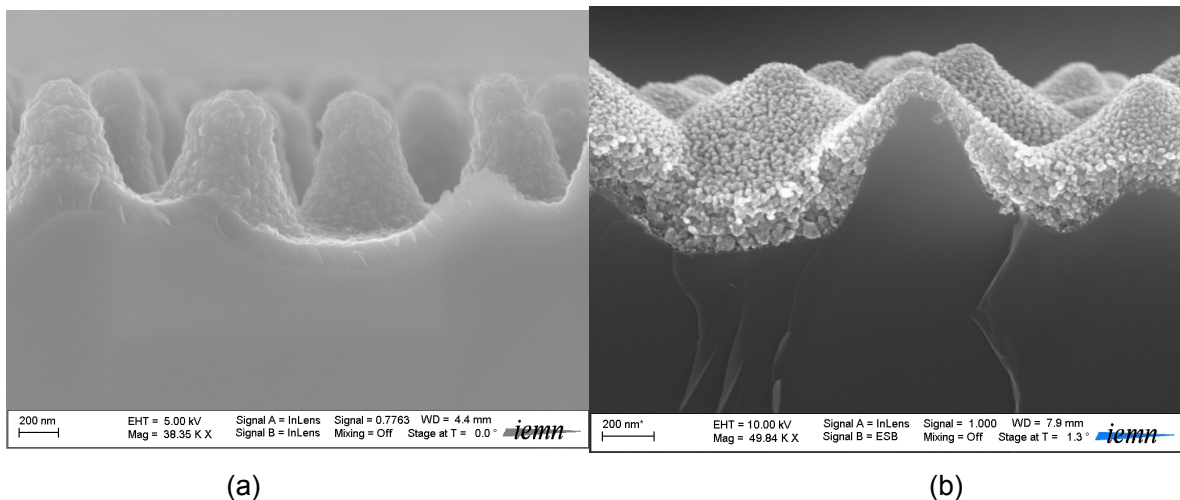 200 nm
EHT = 5.00 kV Signal A = InLens Signal = 0.7763 WD = 4.4 mm
Mag = 38.35 K X Signal B = InLens Mixing = Off Stage at T = 0.0°
iemn
200 nm*
EHT = 10.00 kV Signal A = InLens Signal = 1.000 WD = 7.9 mm
Mag = 49.84 K X Signal B = ESB Mixing = Off Stage at T = 1.3°
iemn
(a)
(b)